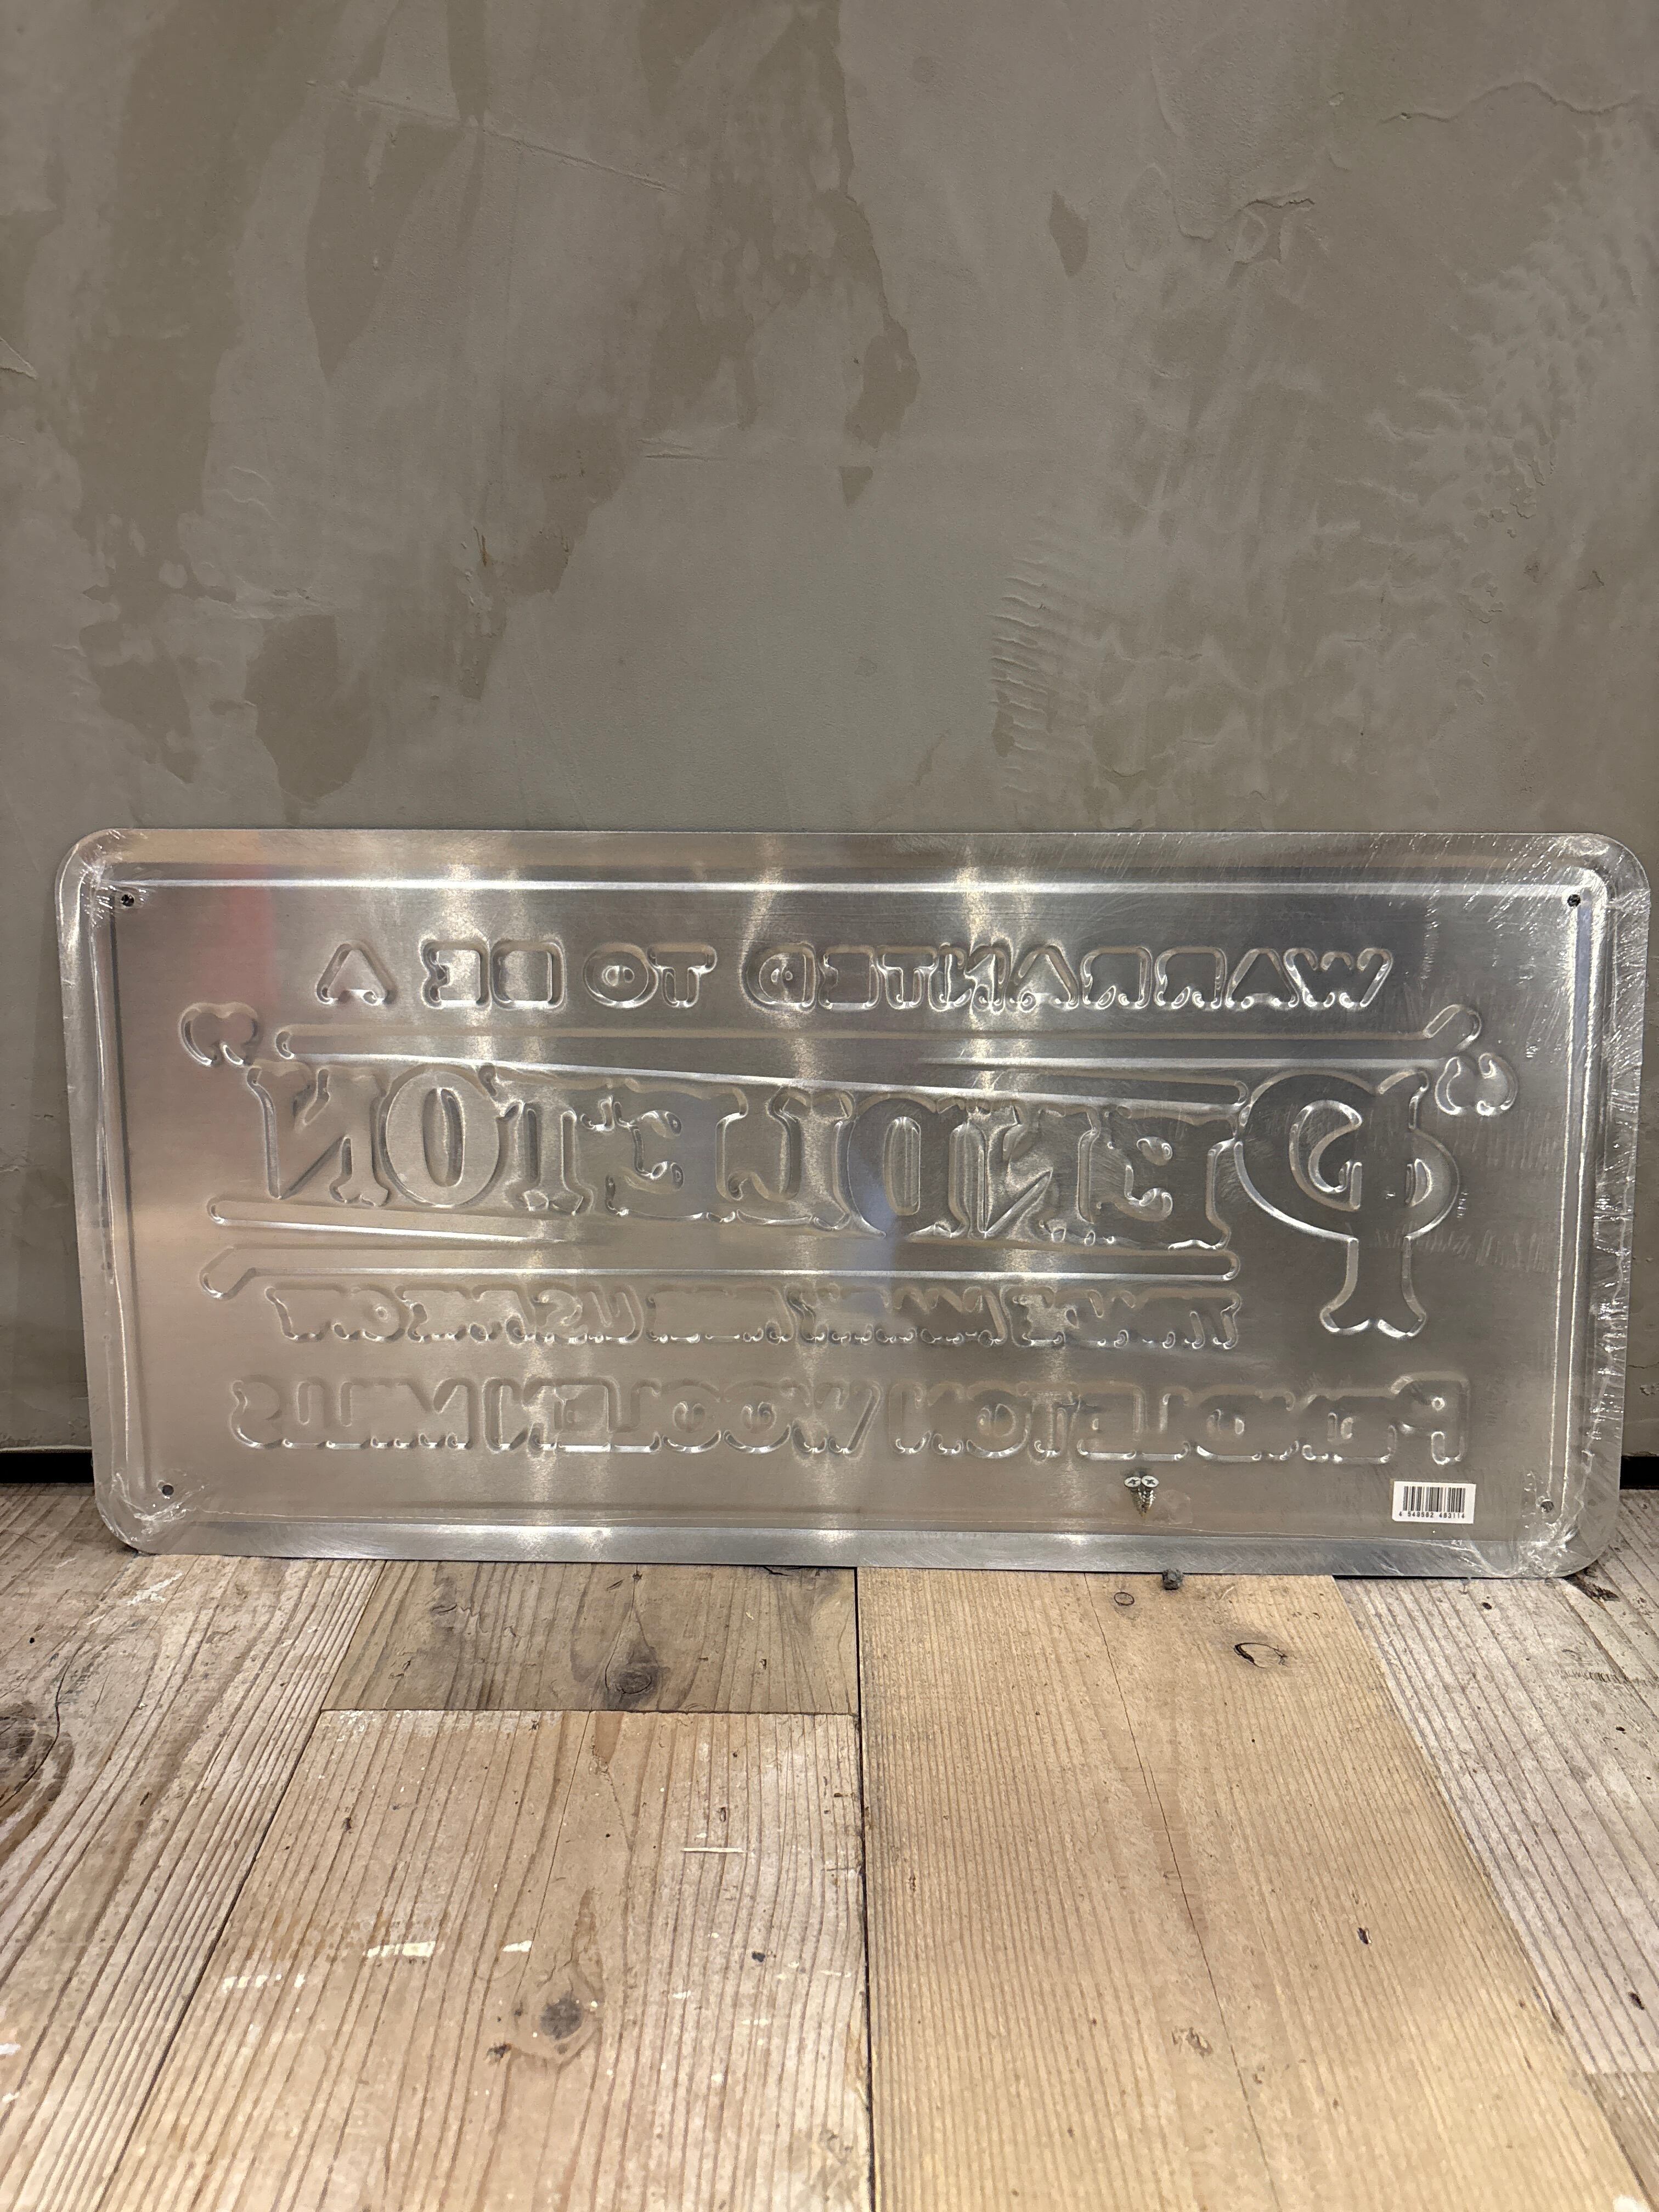 WARRANTED TO BE A
"PENDLETON"
PENDLETON WOOLEN MILLS